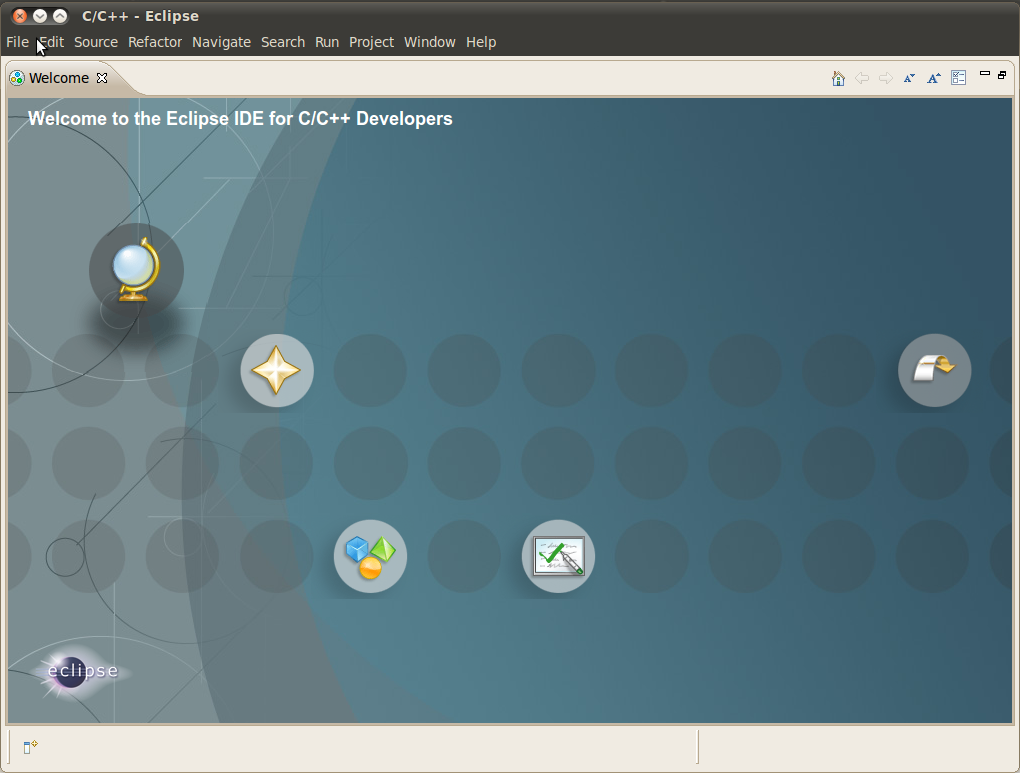 C/C++ - Eclipse
File Edit Source Refactor Navigate Search Run Project Window Help
Welcome
Welcome to the Eclipse IDE for C/C++ Developers
eclipse